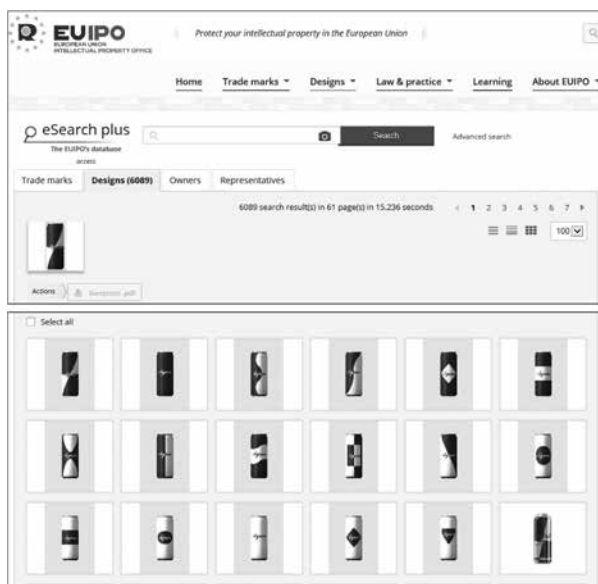 EUIPO
EUROPEAN UNION
INTELLECTUAL PROPERTY OFFICE
Protect your intellectual property in the European Union
Home Trade marks Designs Law & practice Learning About EUIPO
eSearch plus
The EUIPO's database
access
Search
Advanced search
Trade marks Designs (6089) Owners Representatives
6089 search result(s) in 61 page(s) in 15.236 seconds
1 2 3 4 5 6 7
100
Actions
Select all